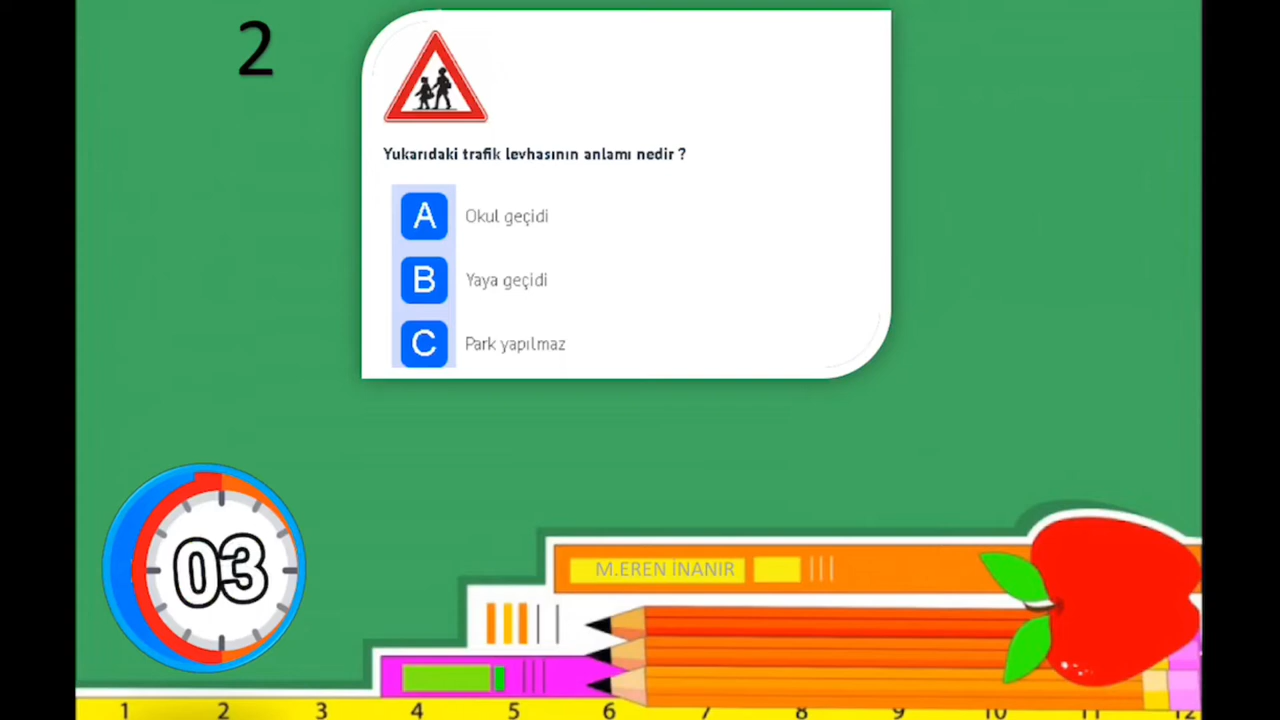 2
Yukarıdaki trafik levhasının anlamı nedir ?
A Okul geçidi
B Yaya geçidi
C Park yapılmaz
03
M.EREN İNANIR
1 2 3 4 5 6 7 8 9 10 11 12